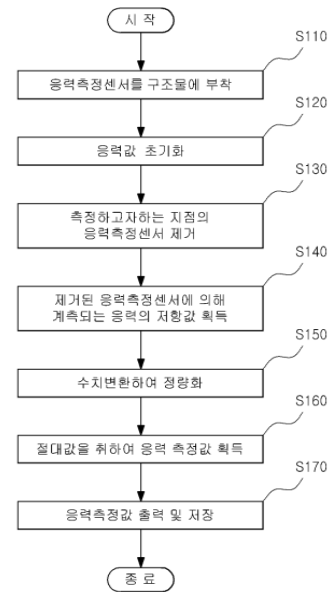 시 작
S110
응력측정센서를 구조물에 부착
S120
응력값 초기화
S130
측정하고자하는 지점의
응력측정센서 제거
S140
제거된 응력측정센서에 의해
계측되는 응력의 저항값 획득
S150
수치변환하여 정량화
S160
절대값을 취하여 응력 측정값 획득
S170
응력측정값 출력 및 저장
종 료